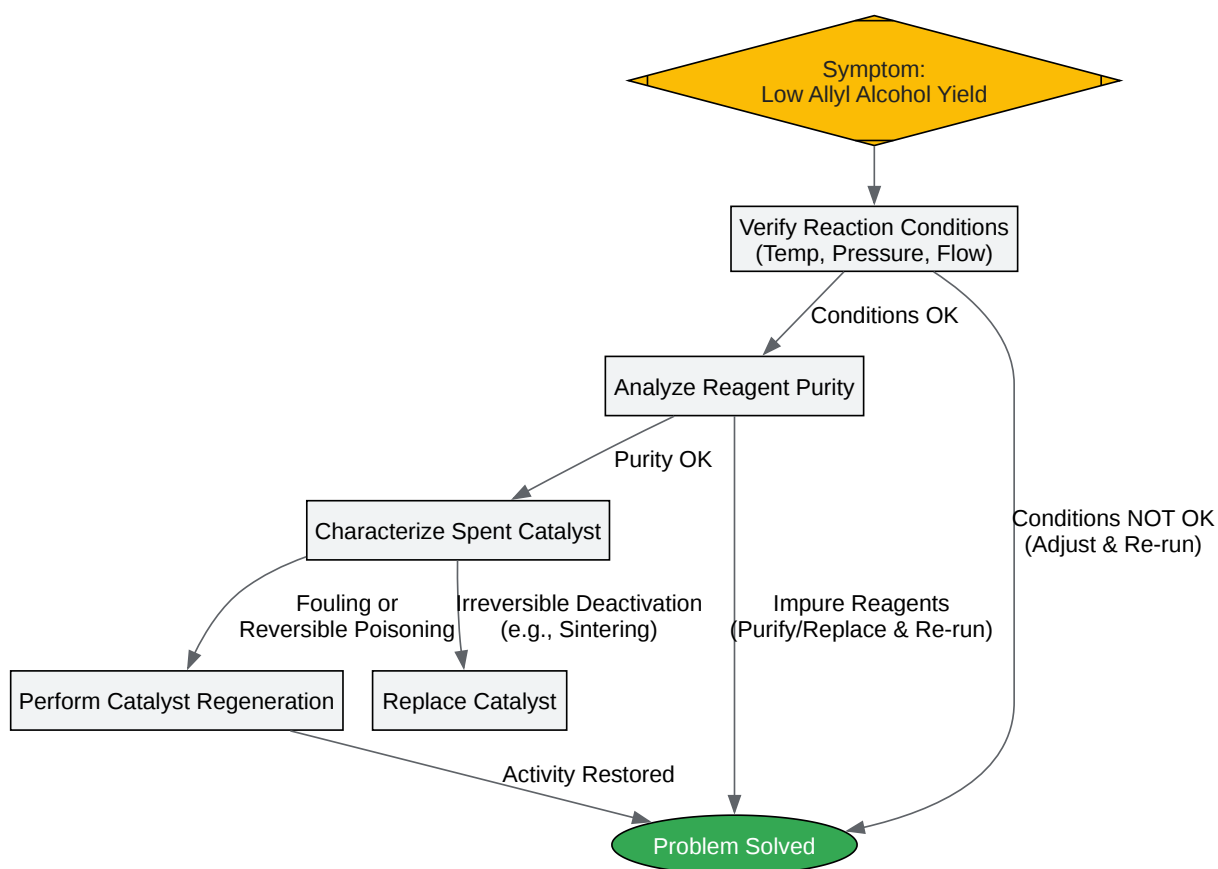 Symptom:
Low Allyl Alcohol Yield
Verify Reaction Conditions
(Temp, Pressure, Flow)
Conditions OK
Analyze Reagent Purity
Purity OK
Conditions NOT OK
(Adjust & Re-run)
Characterize Spent Catalyst
Fouling or
Reversible Poisoning
Irreversible Deactivation
(e.g., Sintering)
Impure Reagents
(Purify/Replace & Re-run)
Perform Catalyst Regeneration
Replace Catalyst
Activity Restored
Problem Solved